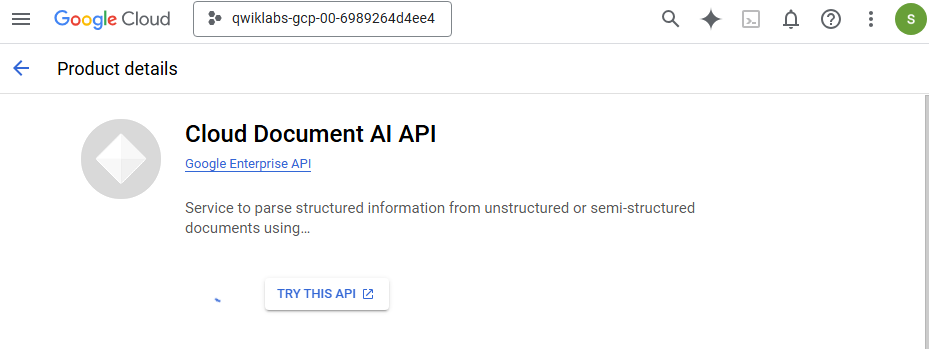 Google Cloud
qwiklabs-gcp-00-6989264d4ee4
S
Product details
Cloud Document AI API
Google Enterprise API
Service to parse structured information from unstructured or semi-structured
documents using…
TRY THIS API